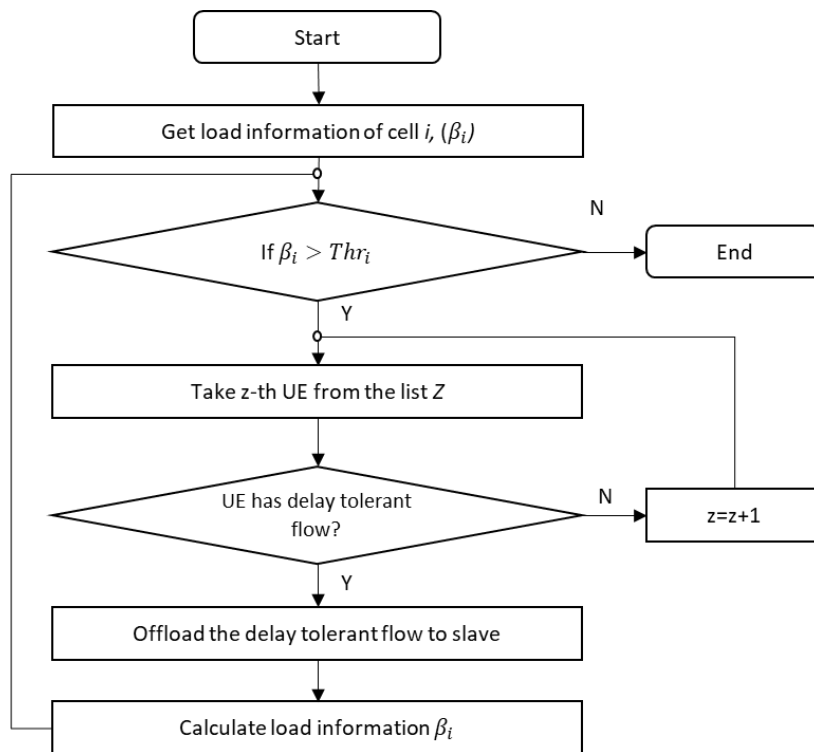 Start
Get load information of cell i, (βᵢ)
If βᵢ > Thrᵢ
N
End
Y
Take z-th UE from the list Z
UE has delay tolerant
flow?
N
z=z+1
Y
Offload the delay tolerant flow to slave
Calculate load information βᵢ